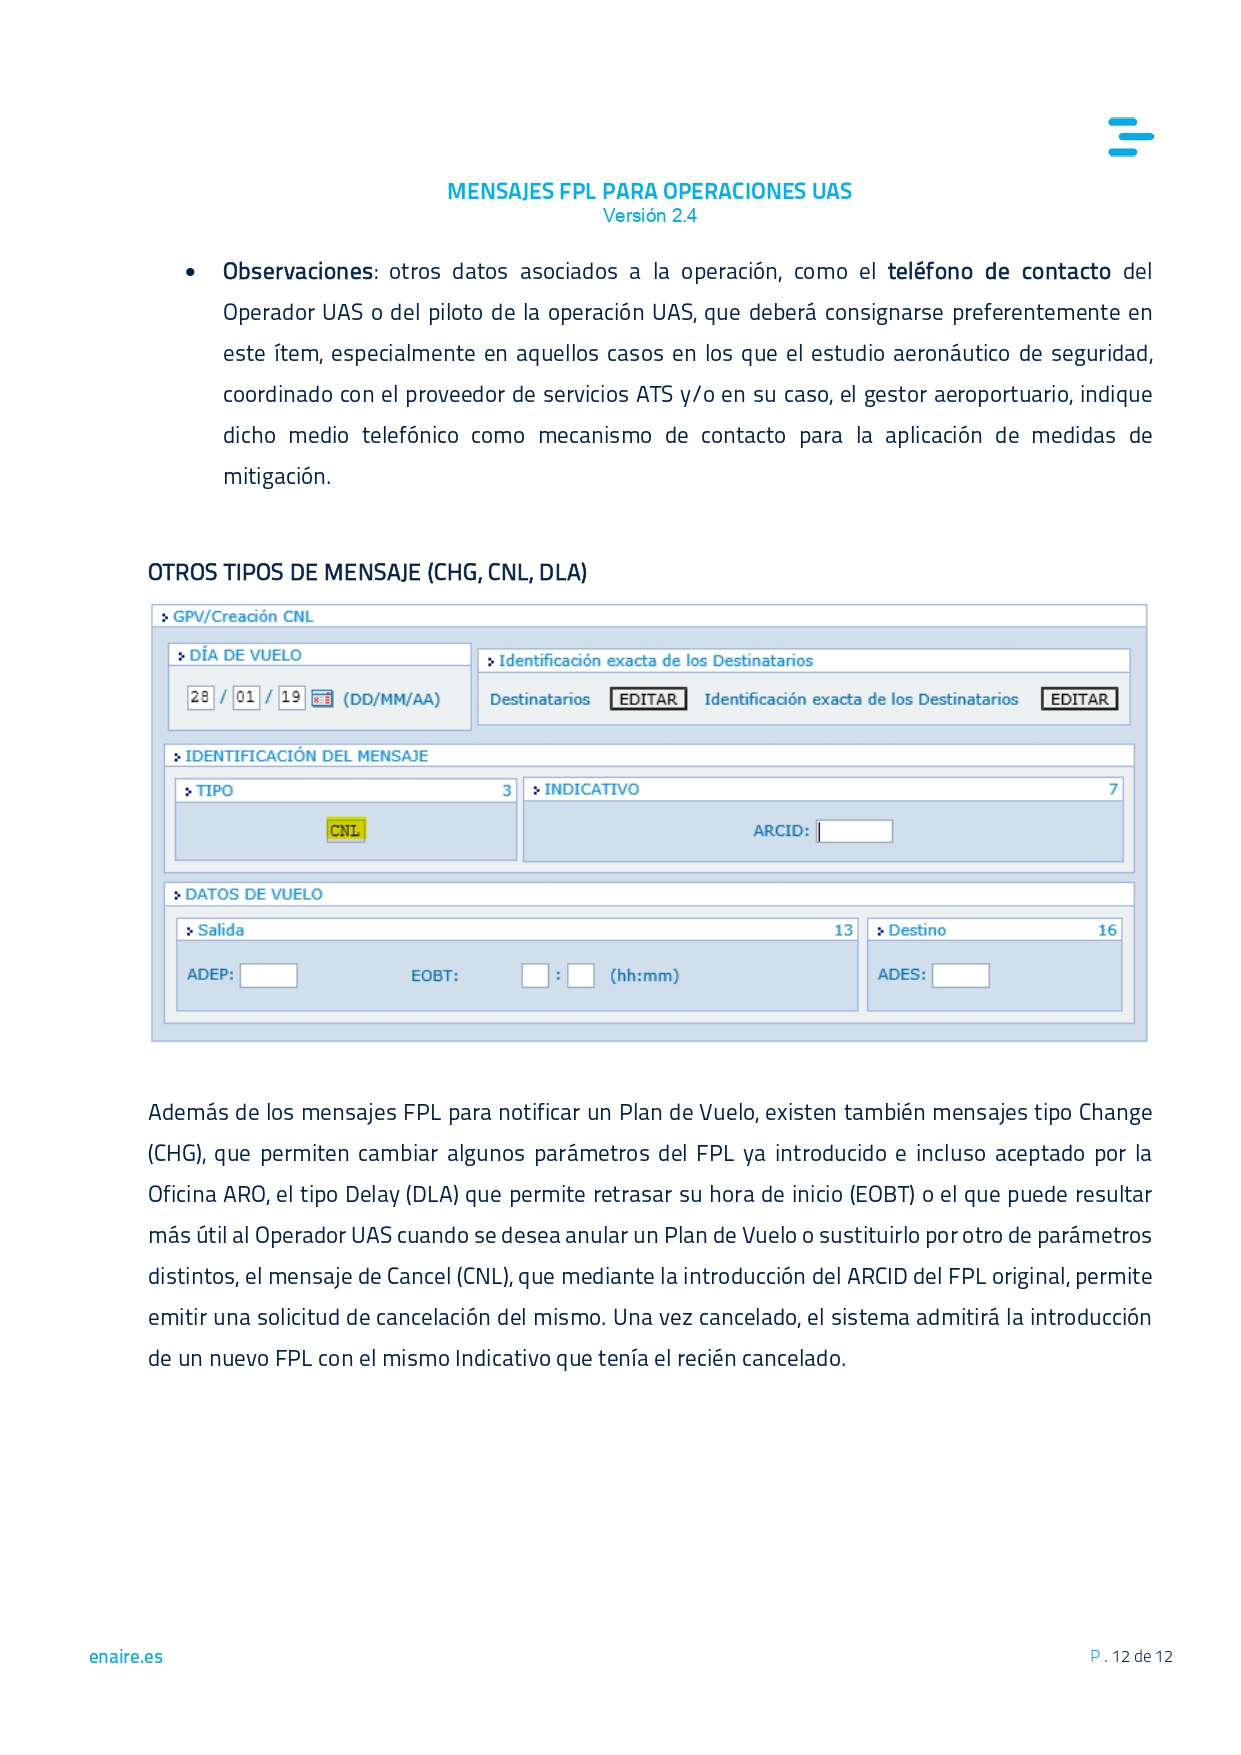 MENSAJES FPL PARA OPERACIONES UAS
Versión 2.4
• Observaciones: otros datos asociados a la operación, como el teléfono de contacto del
Operador UAS o del piloto de la operación UAS, que deberá consignarse preferentemente en
este ítem, especialmente en aquellos casos en los que el estudio aeronáutico de seguridad,
coordinado con el proveedor de servicios ATS y/o en su caso, el gestor aeroportuario, indique
dicho medio telefónico como mecanismo de contacto para la aplicación de medidas de
mitigación.
OTROS TIPOS DE MENSAJE (CHG, CNL, DLA)
GPV/Creación CNL
DÍA DE VUELO
28 / 01 / 19 (DD/MM/AA)
Identificación exacta de los Destinatarios
Destinatarios EDITAR Identificación exacta de los Destinatarios EDITAR
IDENTIFICACIÓN DEL MENSAJE
TIPO 3
CNL
INDICATIVO 7
ARCID:
DATOS DE VUELO
Salida 13
ADEP: EOBT: : (hh:mm)
Destino 16
ADES:
Además de los mensajes FPL para notificar un Plan de Vuelo, existen también mensajes tipo Change
(CHG), que permiten cambiar algunos parámetros del FPL ya introducido e incluso aceptado por la
Oficina ARO, el tipo Delay (DLA) que permite retrasar su hora de inicio (EOBT) o el que puede resultar
más útil al Operador UAS cuando se desea anular un Plan de Vuelo o sustituirlo por otro de parámetros
distintos, el mensaje de Cancel (CNL), que mediante la introducción del ARCID del FPL original, permite
emitir una solicitud de cancelación del mismo. Una vez cancelado, el sistema admitirá la introducción
de un nuevo FPL con el mismo Indicativo que tenía el recién cancelado.
enaire.es
P . 12 de 12